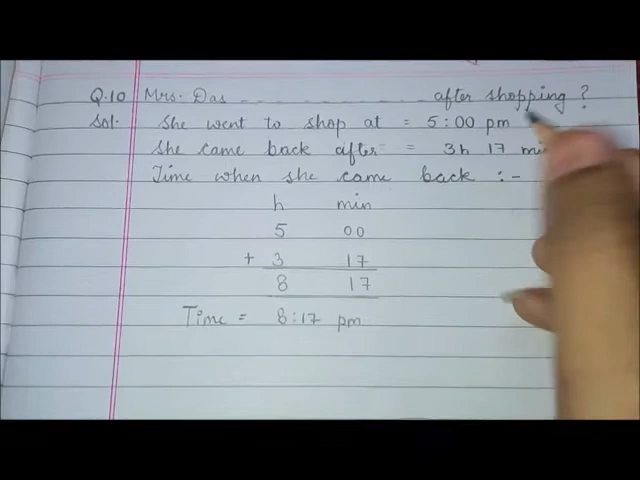 Q.10 Mrs. Das _ _ _ _ _ _ _ _ _ _ _ _ after shopping ?
Sol. She went to shop at = 5:00 pm
She came back after = 3h 17 min
Time when she came back :-
h min
5 00
+ 3 17
8 17
Time = 8:17 pm